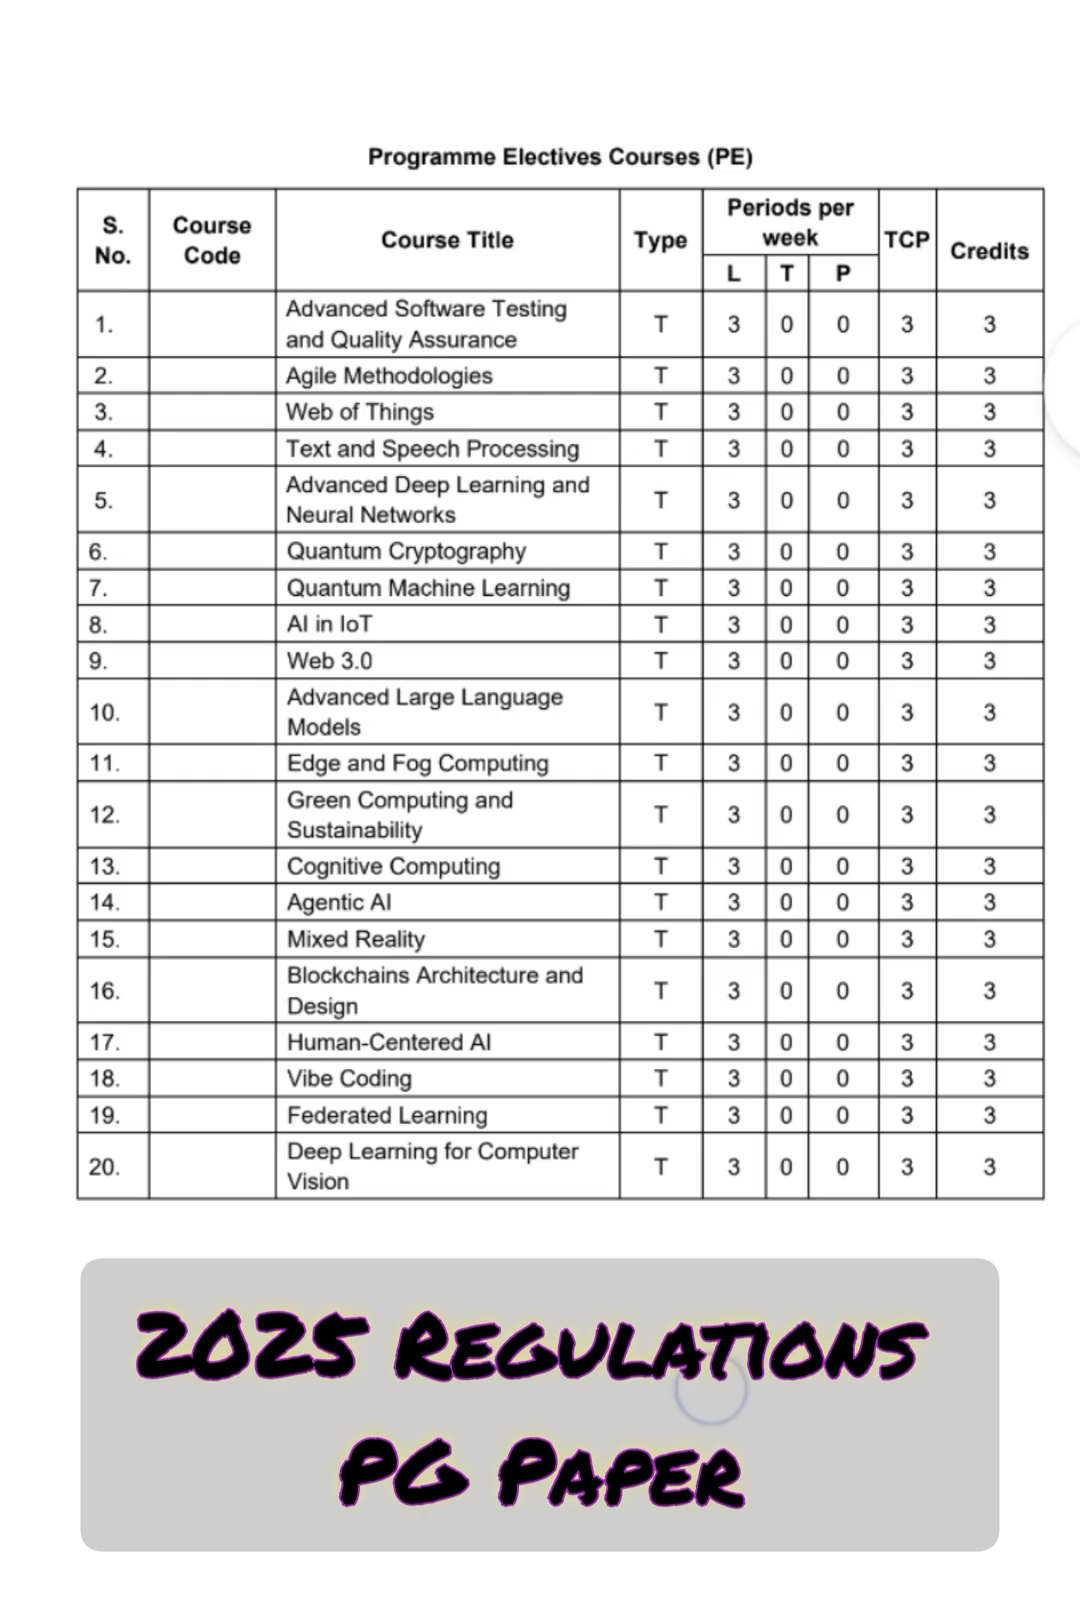 Programme Electives Courses (PE)
S. No. Course Code Course Title Type Periods per week TCP Credits
L T P
1. Advanced Software Testing and Quality Assurance T 3 0 0 3 3
2. Agile Methodologies T 3 0 0 3 3
3. Web of Things T 3 0 0 3 3
4. Text and Speech Processing T 3 0 0 3 3
5. Advanced Deep Learning and Neural Networks T 3 0 0 3 3
6. Quantum Cryptography T 3 0 0 3 3
7. Quantum Machine Learning T 3 0 0 3 3
8. AI in IoT T 3 0 0 3 3
9. Web 3.0 T 3 0 0 3 3
10. Advanced Large Language Models T 3 0 0 3 3
11. Edge and Fog Computing T 3 0 0 3 3
12. Green Computing and Sustainability T 3 0 0 3 3
13. Cognitive Computing T 3 0 0 3 3
14. Agentic AI T 3 0 0 3 3
15. Mixed Reality T 3 0 0 3 3
16. Blockchains Architecture and Design T 3 0 0 3 3
17. Human-Centered AI T 3 0 0 3 3
18. Vibe Coding T 3 0 0 3 3
19. Federated Learning T 3 0 0 3 3
20. Deep Learning for Computer Vision T 3 0 0 3 3
2025 REGULATIONS
PG PAPER